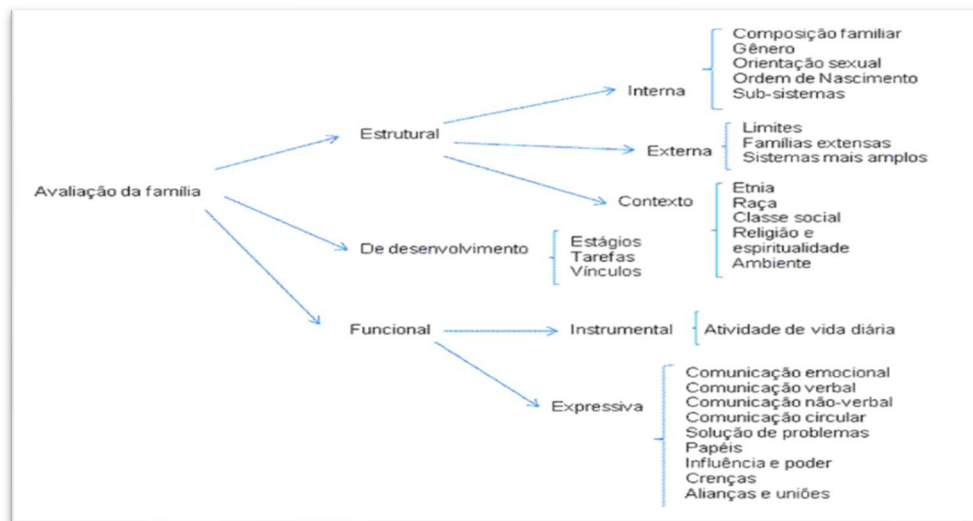 Avaliação da família
Estrutural
Interna
Composição familiar
Gênero
Orientação sexual
Ordem de Nascimento
Sub-sistemas
Externa
Limites
Famílias extensas
Sistemas mais amplos
Contexto
Etnia
Raça
Classe social
Religião e
espiritualidade
Ambiente
De desenvolvimento
Estágios
Tarefas
Vínculos
Funcional
Instrumental
Atividade de vida diária
Expressiva
Comunicação emocional
Comunicação verbal
Comunicação não-verbal
Comunicação circular
Solução de problemas
Papéis
Influência e poder
Crenças
Alianças e uniões